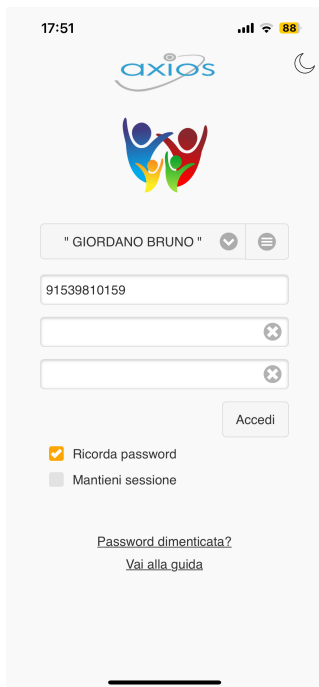 17:51
88
axios
" GIORDANO BRUNO "
91539810159
Accedi
Ricorda password
Mantieni sessione
Password dimenticata?
Vai alla guida